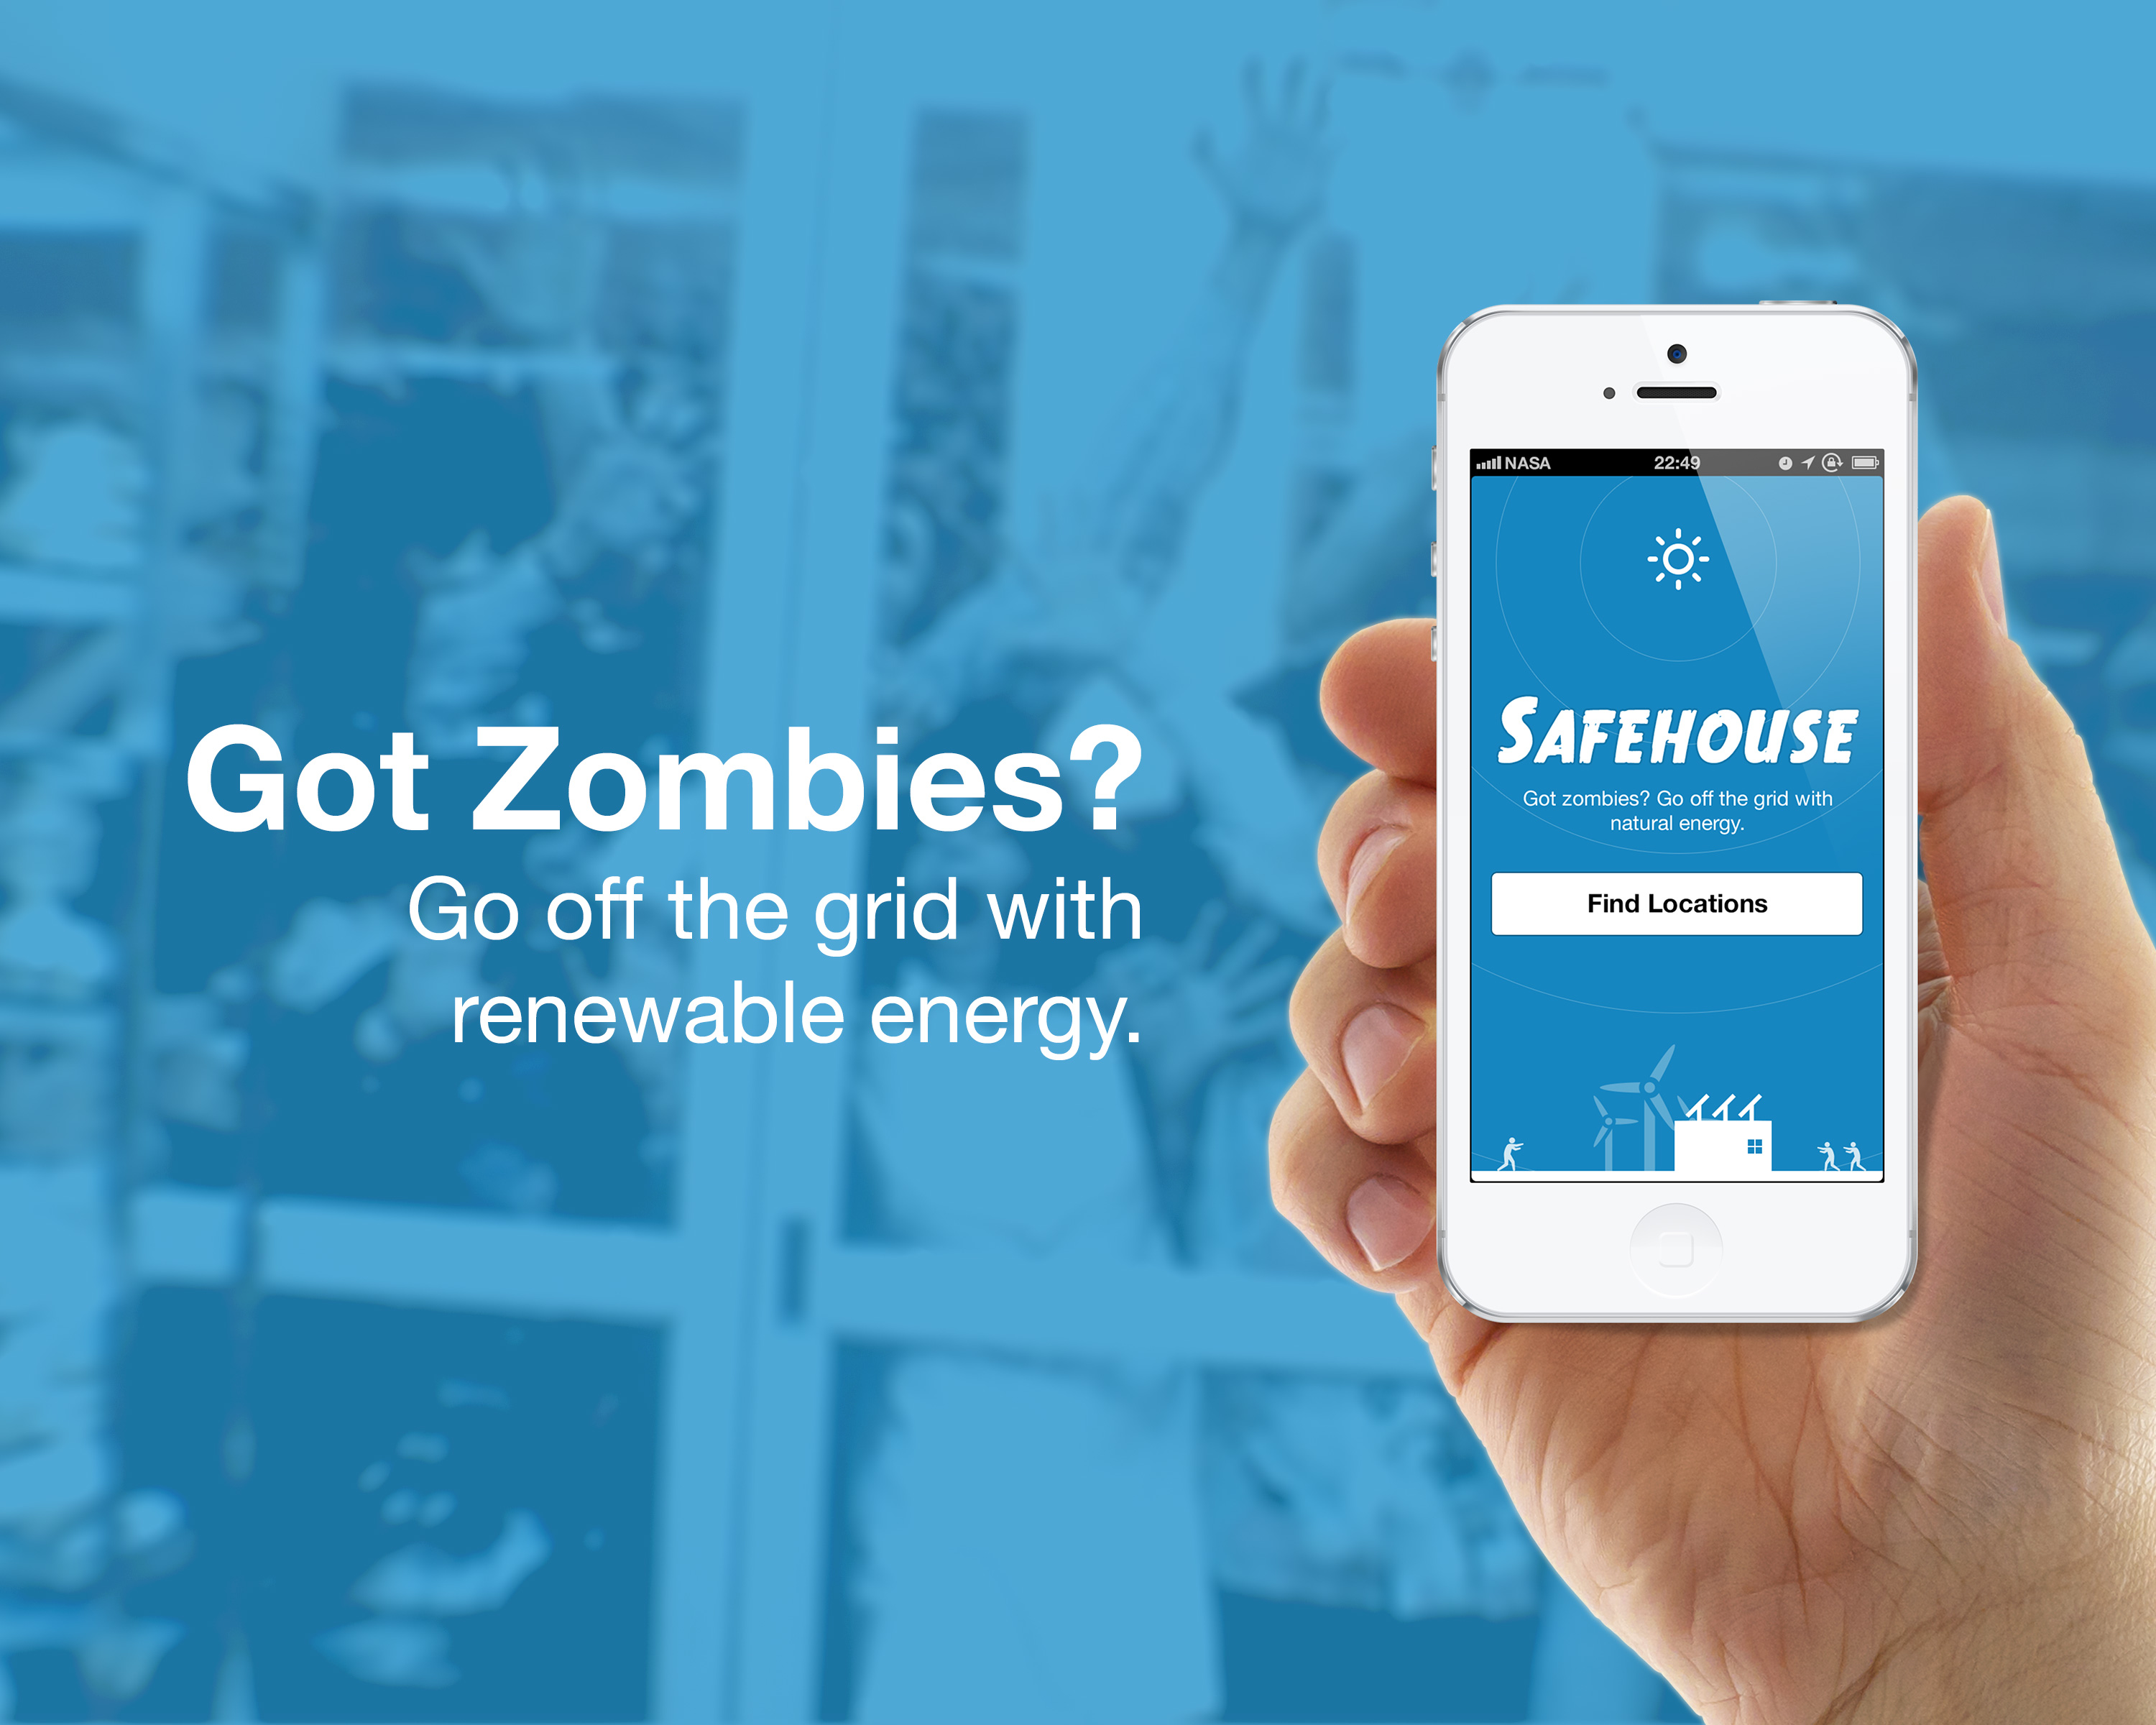 Got Zombies?
Go off the grid with
renewable energy.
NASA 22:49
SAFEHOUSE
Got zombies? Go off the grid with
natural energy.
Find Locations